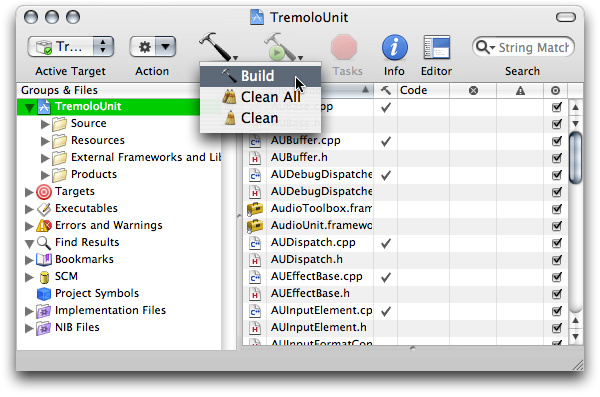 TremoloUnit
Tr... String Match
Active Target Action Tasks Info Editor Search
Build
Clean All
Clean
Groups & Files Code
TremoloUnit
Source
Resources AUBuffer.cpp
AUBuffer.h
External Frameworks and Lib
Products AUDebugDispatche
Targets AUDebugDispatche
Executables AudioToolbox.fram
Errors and Warnings AudioUnit.framewo
Find Results AUDispatch.cpp
Bookmarks AUDispatch.h
SCM AUEffectBase.cpp
Project Symbols AUEffectBase.h
Implementation Files AUInputElement.cp
NIB Files AUInputElement.h
AUInputFormatCon